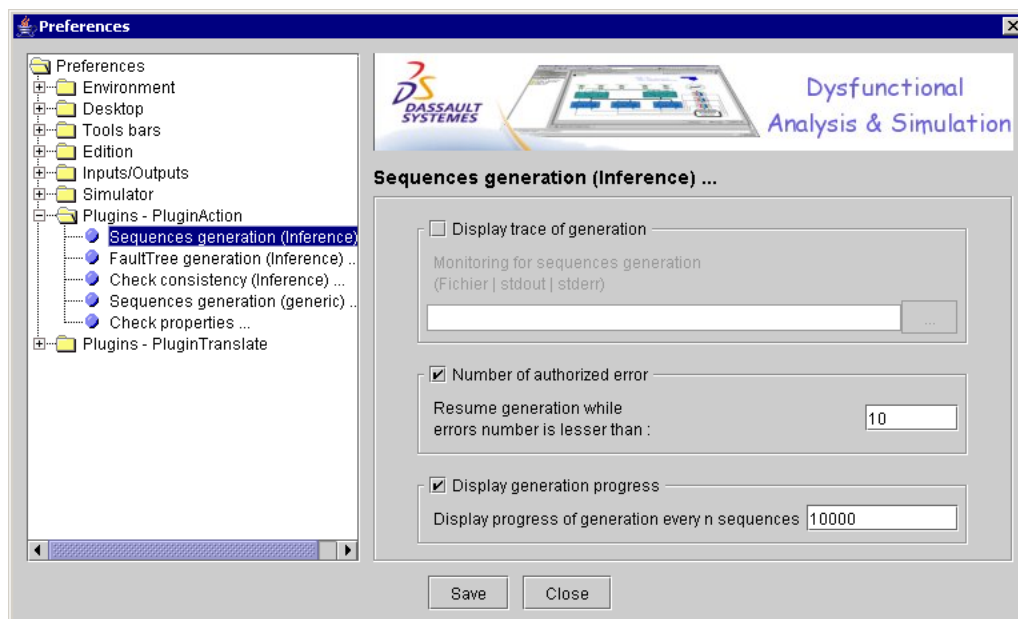 Preferences
Preferences
Environment
Desktop
Tools bars
Edition
Inputs/Outputs
Simulator
Plugins - PluginAction
Sequences generation (Inference)
FaultTree generation (Inference) ..
Check consistency (Inference) ...
Sequences generation (generic) ..
Check properties ...
Plugins - PluginTranslate
DASSAULT
SYSTEMES
Dysfunctional
Analysis & Simulation
Sequences generation (Inference) ...
Display trace of generation
Monitoring for sequences generation
(Fichier | stdout | stderr)
...
Number of authorized error
Resume generation while
errors number is lesser than :
10
Display generation progress
Display progress of generation every n sequences 10000
Save Close